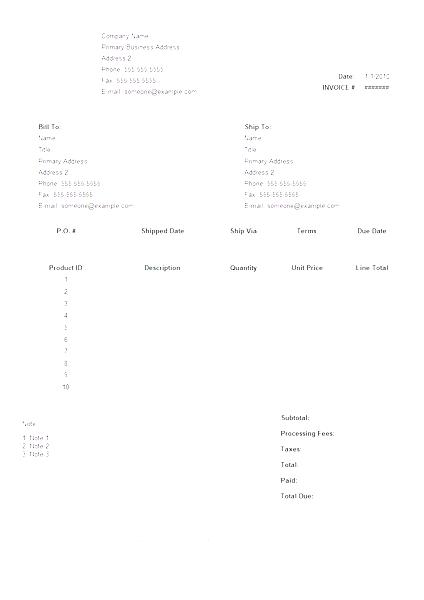 Company Name
Primary Business Address
Address 2
Phone: 555.555.5555
Fax: 555.555.5555
E-mail: someone@example.com
Date: 1-1-2010
INVOICE # #######
Bill To:
Name
Title
Primary Address
Address 2
Phone: 555.555.5555
Fax: 555.555.5555
E-mail: someone@example.com
Ship To:
Name
Title
Primary Address
Address 2
Phone: 555.555.5555
Fax: 555.555.5555
E-mail: someone@example.com
P.O. # Shipped Date Ship Via Terms Due Date
Product ID Description Quantity Unit Price Line Total
1
2
3
4
5
6
7
8
9
10
Note
1. Note 1
2. Note 2
3. Note 3
Subtotal:
Processing Fees:
Taxes:
Total:
Paid:
Total Due: